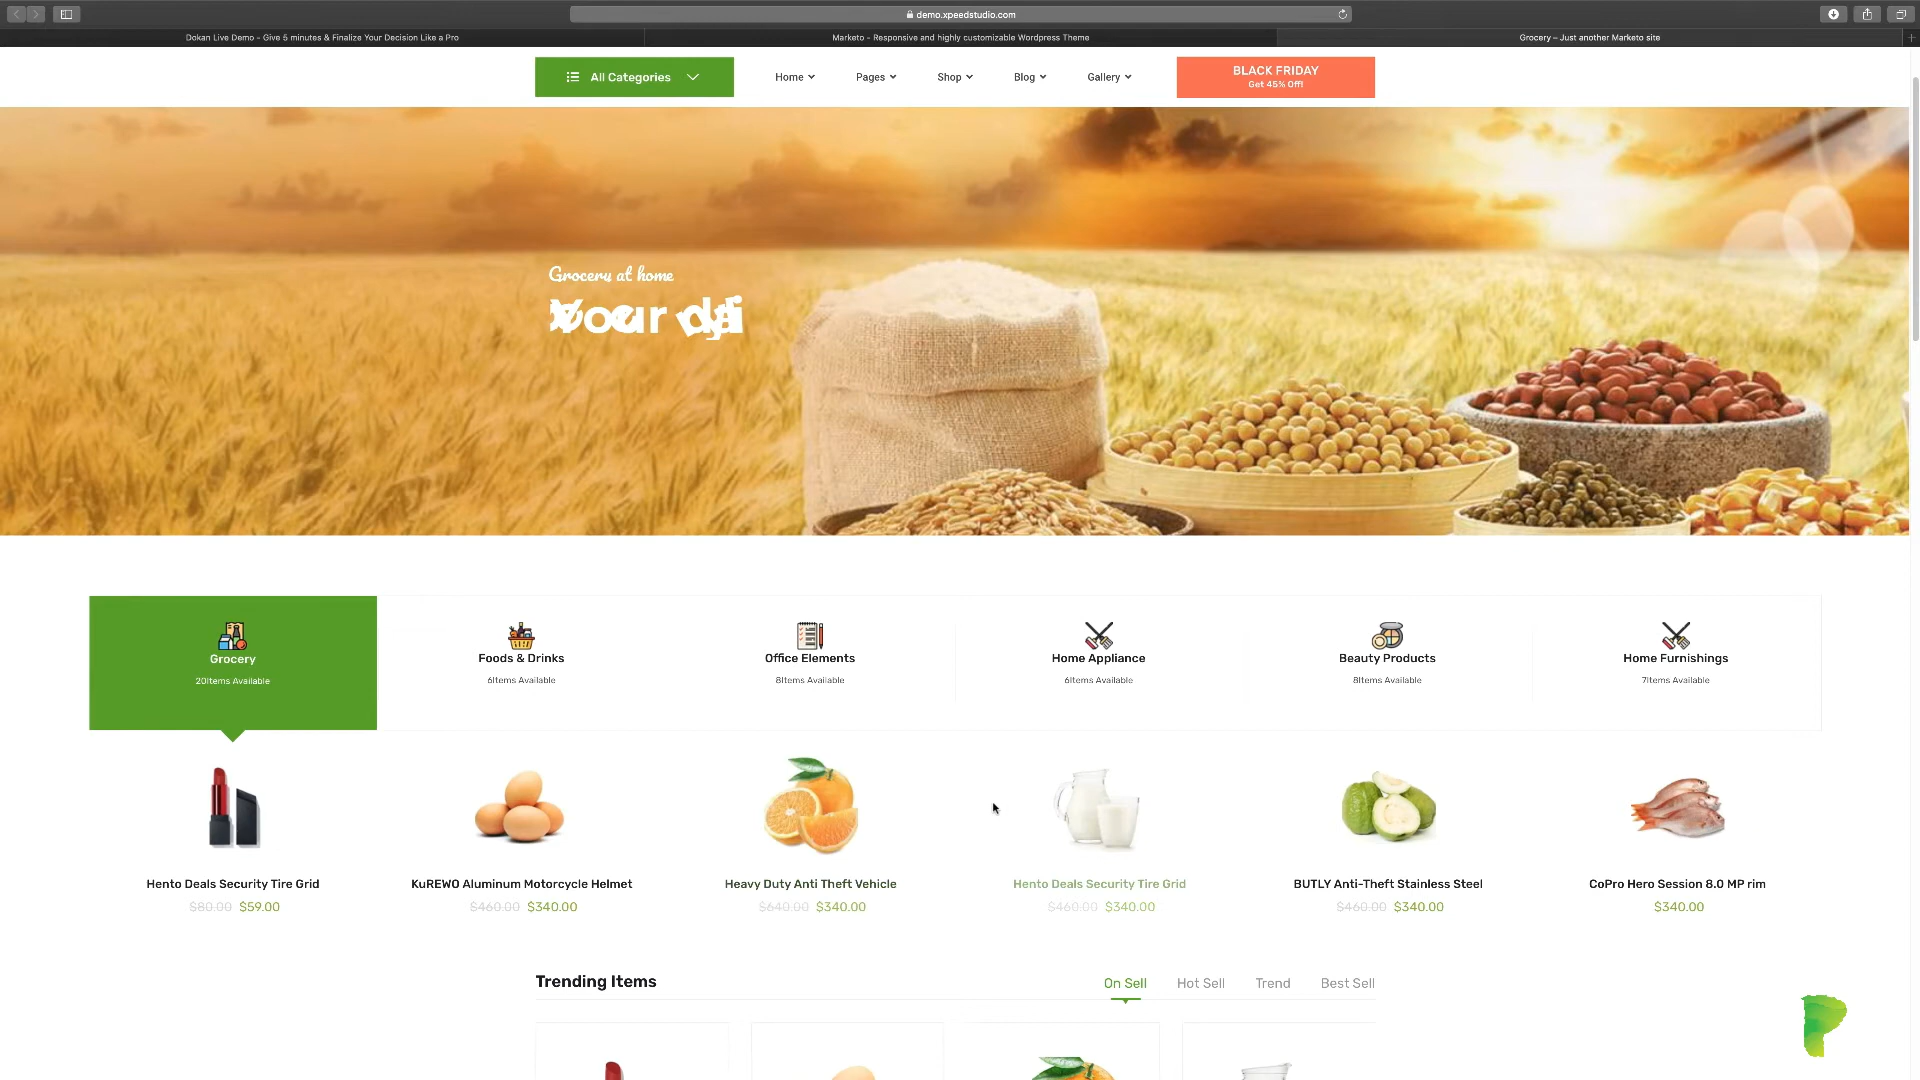 demo.xpeedstudio.com
Dokan Live Demo - Give 5 minutes & Finalize Your Decision Like a Pro
Marketo - Responsive and highly customizable Wordpress Theme
Grocery – Just another Marketo site
All Categories
Home
Pages
Shop
Blog
Gallery
BLACK FRIDAY
Get 45% Off!
Grocery at home
Grocery
20Items Available
Foods & Drinks
6Items Available
Office Elements
8Items Available
Home Appliance
6Items Available
Beauty Products
8Items Available
Home Furnishings
7Items Available
Hento Deals Security Tire Grid
$80.00 $59.00
KuREWO Aluminum Motorcycle Helmet
$460.00 $340.00
Heavy Duty Anti Theft Vehicle
$640.00 $340.00
Hento Deals Security Tire Grid
$460.00 $340.00
BUTLY Anti-Theft Stainless Steel
$460.00 $340.00
CoPro Hero Session 8.0 MP rim
$340.00
Trending Items
On Sell
Hot Sell
Trend
Best Sell